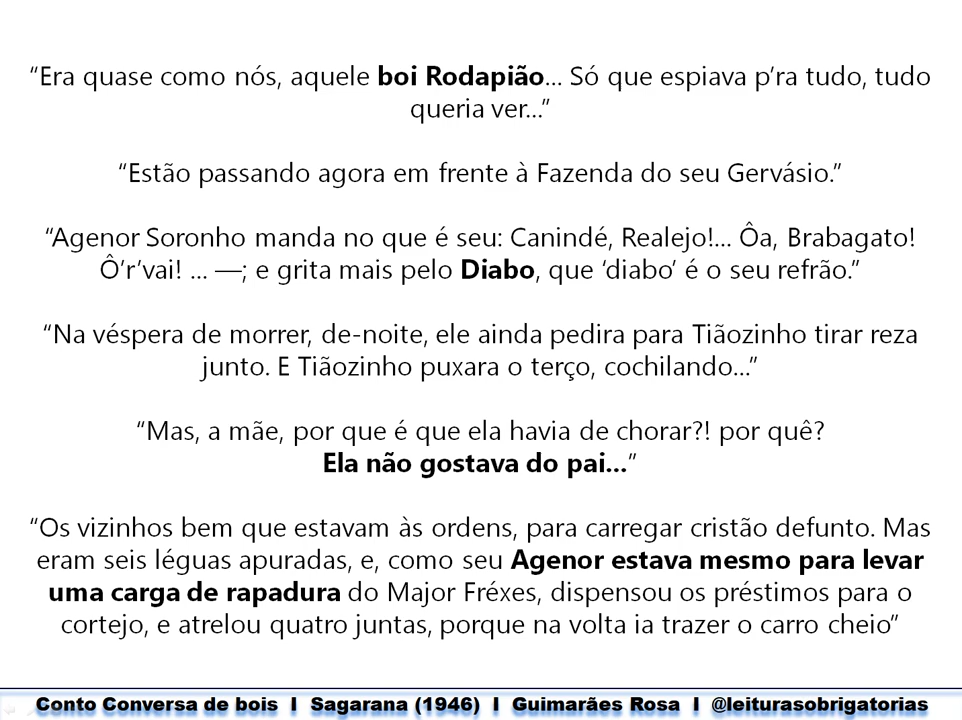 “Era quase como nós, aquele boi Rodapião... Só que espiava p’ra tudo, tudo
queria ver...”
“Estão passando agora em frente à Fazenda do seu Gervásio.”
“Agenor Soronho manda no que é seu: Canindé, Realejo!... Ôa, Brabagato!
Ô’r’vai! ... —; e grita mais pelo Diabo, que ‘diabo’ é o seu refrão.”
“Na véspera de morrer, de-noite, ele ainda pedira para Tiãozinho tirar reza
junto. E Tiãozinho puxara o terço, cochilando...”
“Mas, a mãe, por que é que ela havia de chorar?! por quê?
Ela não gostava do pai...”
“Os vizinhos bem que estavam às ordens, para carregar cristão defunto. Mas
eram seis léguas apuradas, e, como seu Agenor estava mesmo para levar
uma carga de rapadura do Major Fréxes, dispensou os préstimos para o
cortejo, e atrelou quatro juntas, porque na volta ia trazer o carro cheio”
Conto Conversa de bois I Sagarana (1946) I Guimarães Rosa I @leiturasobrigatorias